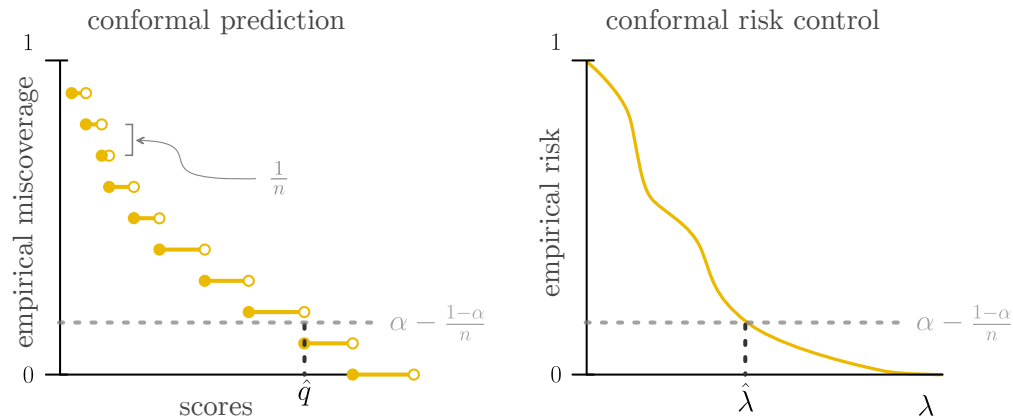 conformal prediction
1
empirical miscoverage
1/n
α − 1−α/n
0
q̂
scores
conformal risk control
1
empirical risk
α − 1−α/n
0
λ̂
λ